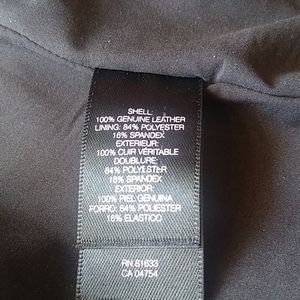 SHELL:
100% GENUINE LEATHER
LINING: 84% POLYESTER
16% SPANDEX
EXTERIEUR:
100% CUIR VÉRITABLE
DOUBLURE:
84% POLYESTER
16% SPANDEX
EXTERIOR:
100% PIEL GENUINA
FORRO: 84% POLIESTER
16% ELASTICO
RN 81633
CA 04754